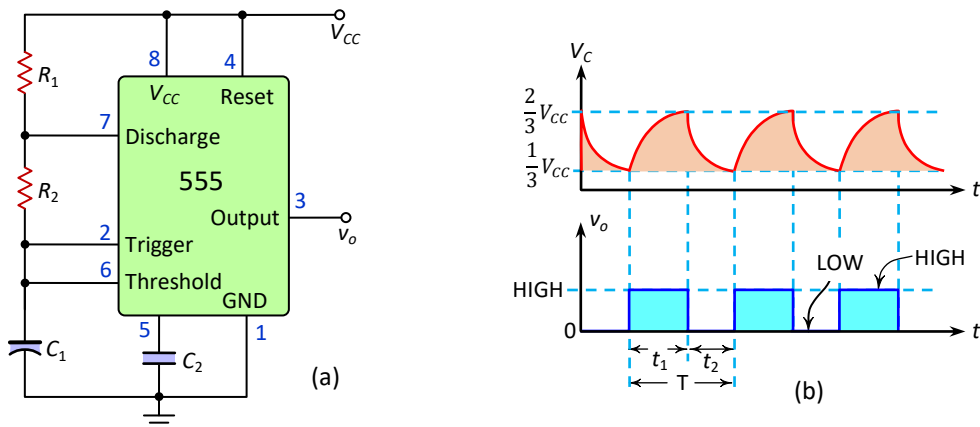 V_CC
8
4
R₁
V_CC
Reset
7
Discharge
555
R₂
3
Output
v_o
2
Trigger
6
Threshold
GND
5
1
C₁
C₂
(a)
V_C
2/3 V_CC
1/3 V_CC
t
v_o
LOW
HIGH
HIGH
0
t
t₁
t₂
T
(b)